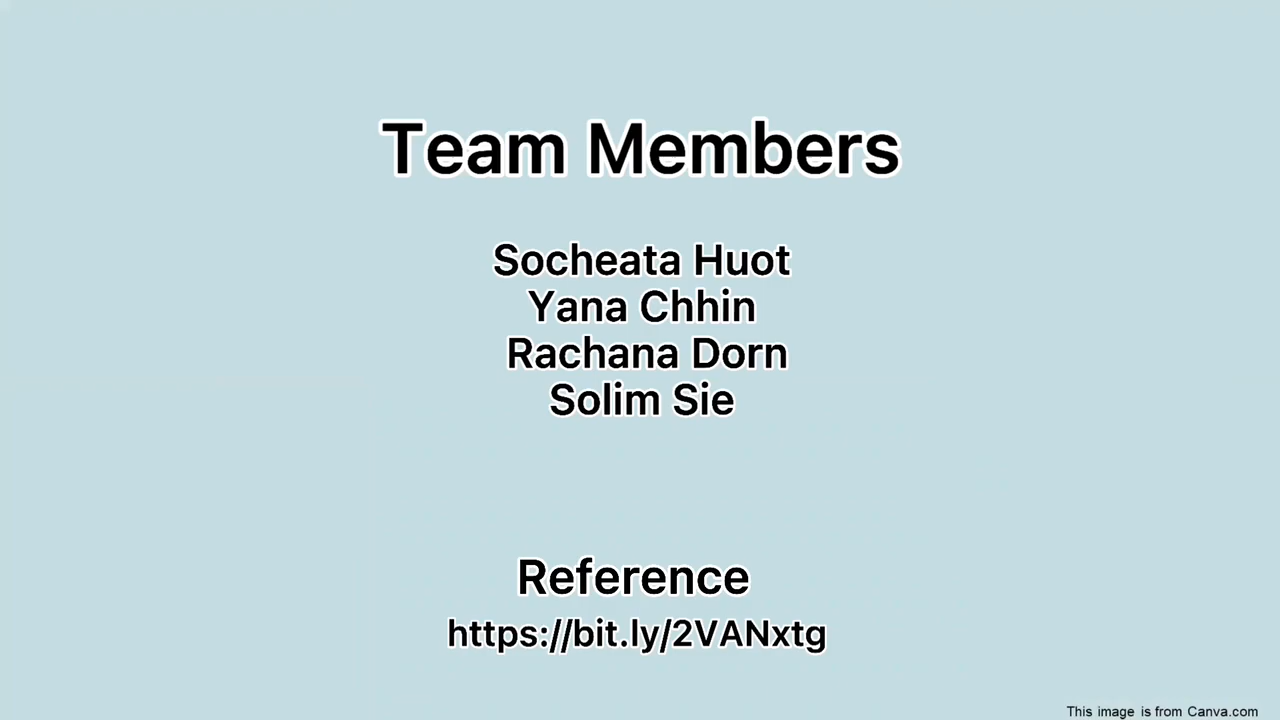 Team Members
Socheata Huot
Yana Chhin
Rachana Dorn
Solim Sie
Reference
https://bit.ly/2VANxtg
This image is from Canva.com